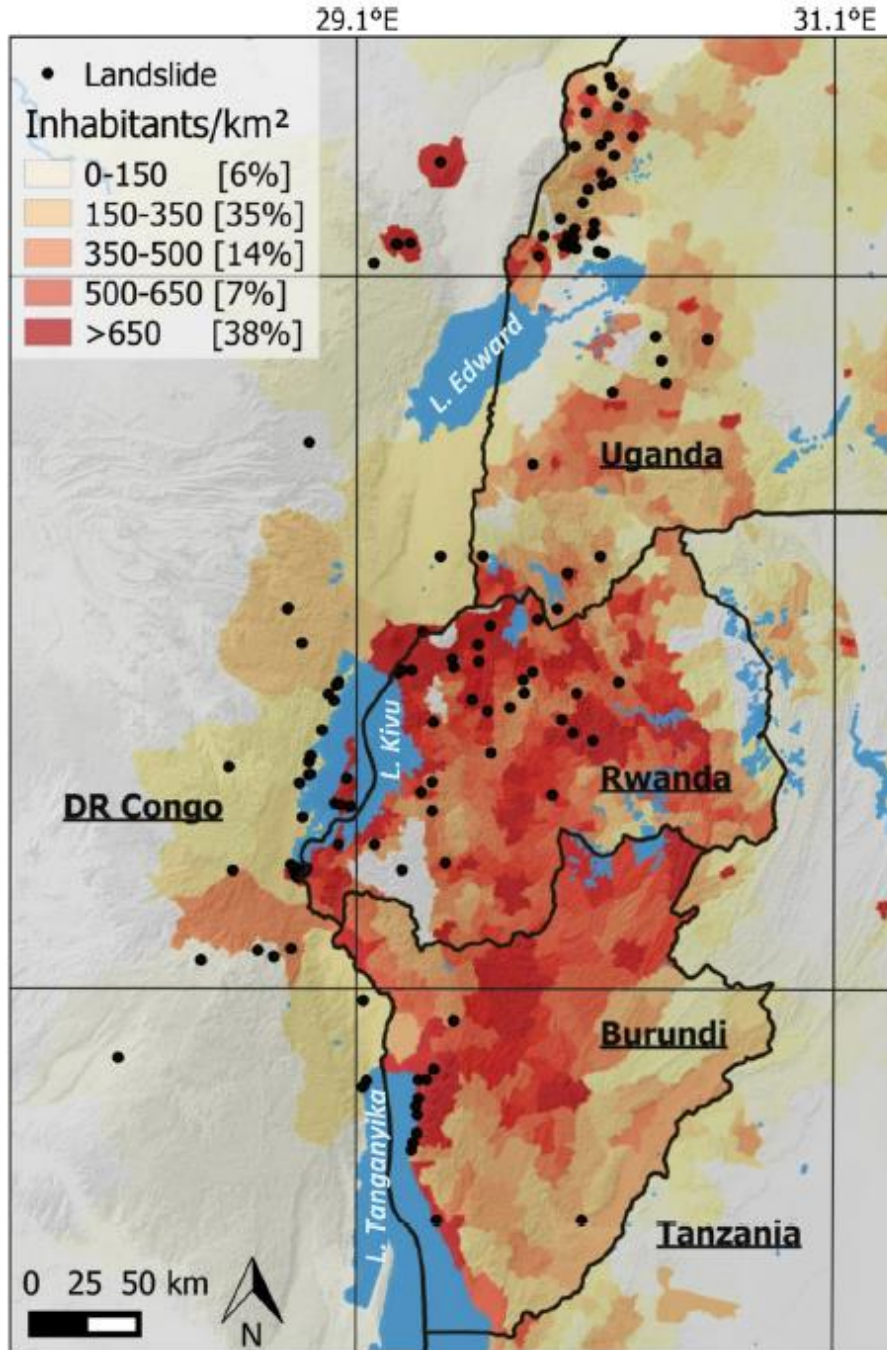 29.1°E 31.1°E
Landslide
Inhabitants/km²
0-150 [6%]
150-350 [35%]
350-500 [14%]
500-650 [7%]
>650 [38%]
L. Edward
Uganda
L. Kivu
DR Congo
Rwanda
Burundi
L. Tanganyika
Tanzania
0 25 50 km
N